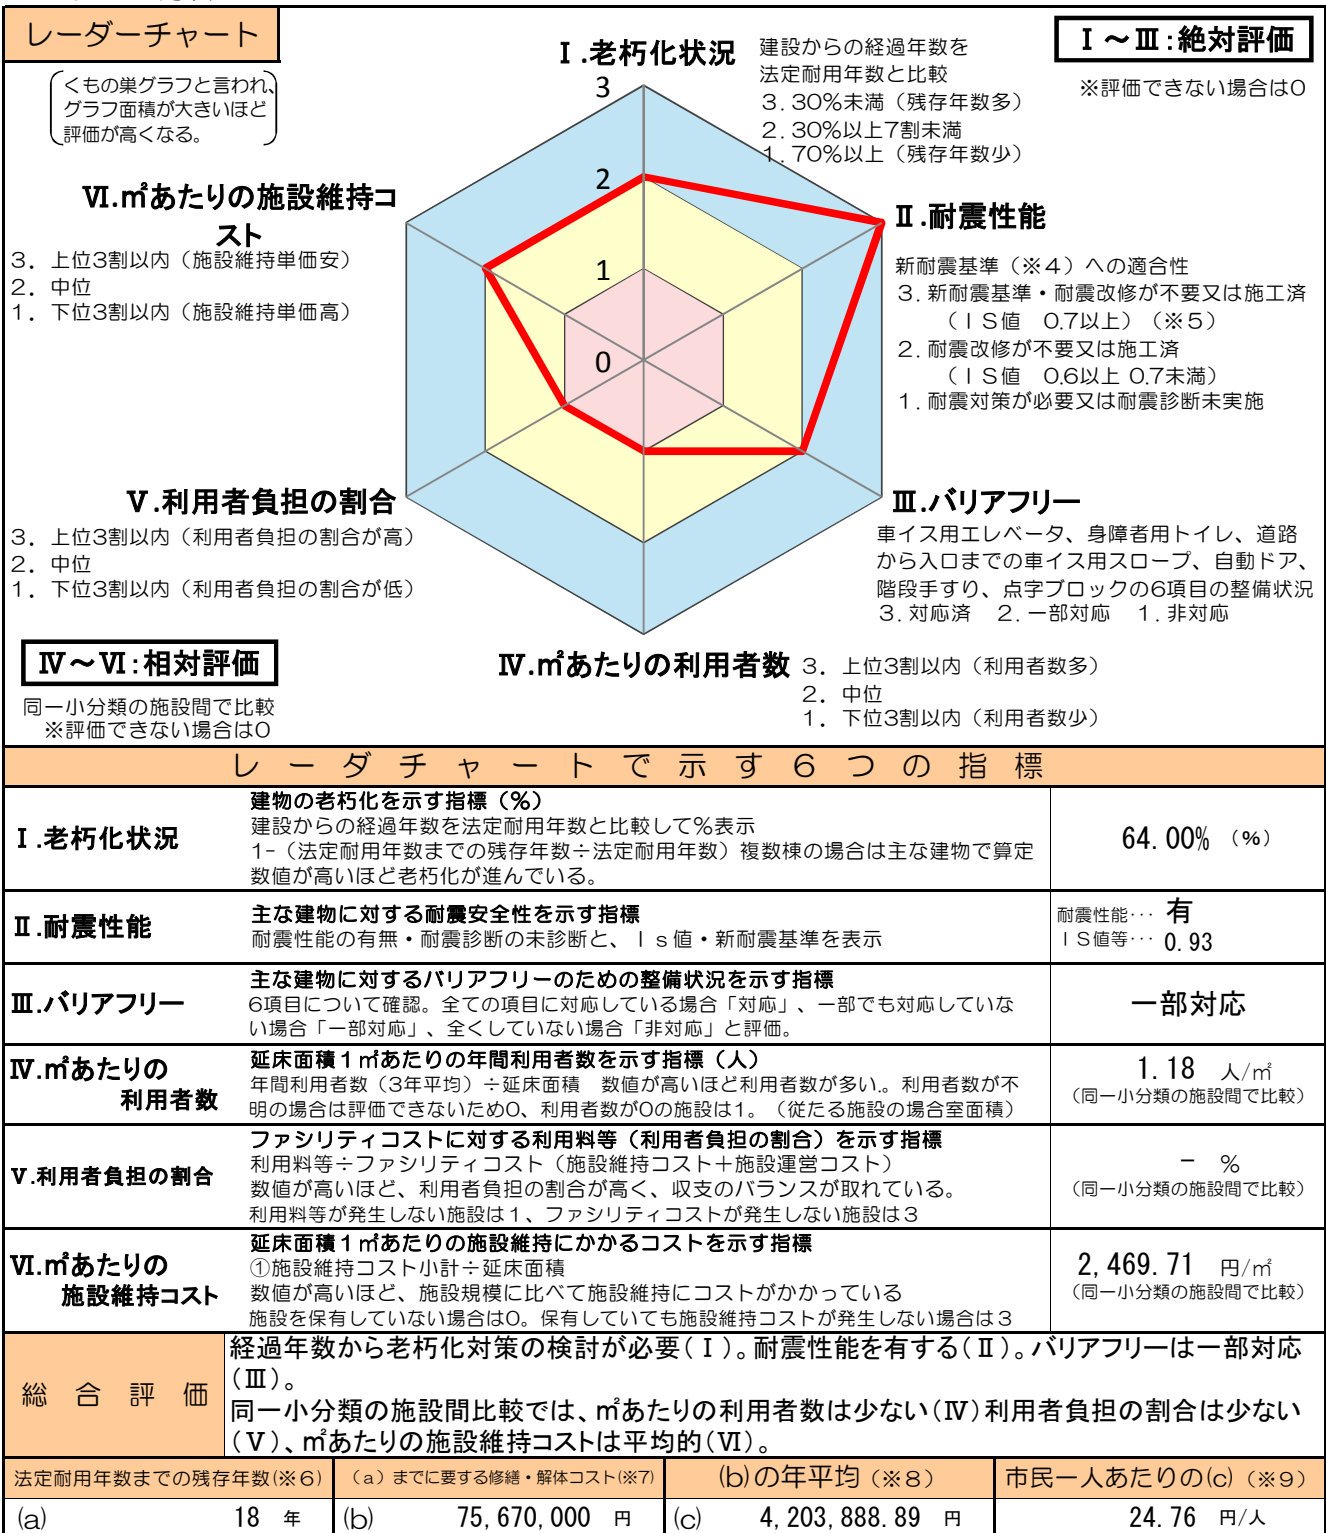 レーダーチャート
くもの巣グラフと言われ、
グラフ面積が大きいほど
評価が高くなる。
Ⅰ～Ⅲ：絶対評価
※評価できない場合は0
Ⅰ.老朽化状況
建設からの経過年数を
法定耐用年数と比較
3．30％未満（残存年数多）
2．30％以上7割未満
1．70％以上（残存年数少）
3
2
1
0
Ⅱ.耐震性能
新耐震基準（※4）への適合性
3．新耐震基準・耐震改修が不要又は施工済
（ＩＳ値　0.7以上）（※5）
2．耐震改修が不要又は施工済
（ＩＳ値　0.6以上 0.7未満）
1．耐震対策が必要又は耐震診断未実施
Ⅲ.バリアフリー
車イス用エレベータ、身障者用トイレ、道路
から入口までの車イス用スロープ、自動ドア、
階段手すり、点字ブロックの6項目の整備状況
3．対応済　2．一部対応　1．非対応
Ⅳ.㎡あたりの利用者数
3．上位3割以内（利用者数多）
2．中位
1．下位3割以内（利用者数少）
Ⅴ.利用者負担の割合
3．上位3割以内（利用者負担の割合が高）
2．中位
1．下位3割以内（利用者負担の割合が低）
Ⅵ.㎡あたりの施設維持コ
スト
3．上位3割以内（施設維持単価安）
2．中位
1．下位3割以内（施設維持単価高）
Ⅳ～Ⅵ：相対評価
同一小分類の施設間で比較
※評価できない場合は0
レーダチャートで示す6つの指標
Ⅰ.老朽化状況
建物の老朽化を示す指標（％）
建設からの経過年数を法定耐用年数と比較して％表示
1-（法定耐用年数までの残存年数÷法定耐用年数）複数棟の場合は主な建物で算定
数値が高いほど老朽化が進んでいる。
64.00%（%）
Ⅱ.耐震性能
主な建物に対する耐震安全性を示す指標
耐震性能の有無・耐震診断の未診断と、Ｉｓ値・新耐震基準を表示
耐震性能… 有
ＩＳ値等… 0.93
Ⅲ.バリアフリー
主な建物に対するバリアフリーのための整備状況を示す指標
6項目について確認。全ての項目に対応している場合「対応」、一部でも対応していな
い場合「一部対応」、全くしていない場合「非対応」と評価。
一部対応
Ⅳ.㎡あたりの
利用者数
延床面積１㎡あたりの年間利用者数を示す指標（人）
年間利用者数（3年平均）÷延床面積　数値が高いほど利用者数が多い。利用者数が不
明の場合は評価できないため0、利用者数が0の施設は1。（従たる施設の場合室面積）
1.18 人/㎡
（同一小分類の施設間で比較）
Ⅴ.利用者負担の割合
ファシリティコストに対する利用料等（利用者負担の割合）を示す指標
利用料等÷ファシリティコスト（施設維持コスト＋施設運営コスト）
数値が高いほど、利用者負担の割合が高く、収支のバランスが取れている。
利用料等が発生しない施設は１、ファシリティコストが発生しない施設は３
－ %
（同一小分類の施設間で比較）
Ⅵ.㎡あたりの
施設維持コスト
延床面積１㎡あたりの施設維持にかかるコストを示す指標
①施設維持コスト小計÷延床面積
数値が高いほど、施設規模に比べて施設維持にコストがかかっている
施設を保有していない場合は0。保有していても施設維持コストが発生しない場合は３
2,469.71 円/㎡
（同一小分類の施設間で比較）
総合評価
経過年数から老朽化対策の検討が必要（Ⅰ）。耐震性能を有する（Ⅱ）。バリアフリーは一部対応
（Ⅲ）。
同一小分類の施設間比較では、㎡あたりの利用者数は少ない（Ⅳ）利用者負担の割合は少ない
（Ⅴ）、㎡あたりの施設維持コストは平均的（Ⅵ）。
法定耐用年数までの残存年数（※6）
（a）までに要する修繕・解体コスト（※7）
(b)の年平均（※8）
市民一人あたりの(c)（※9）
(a) 18 年
(b) 75,670,000 円
(c) 4,203,888.89 円
24.76 円/人